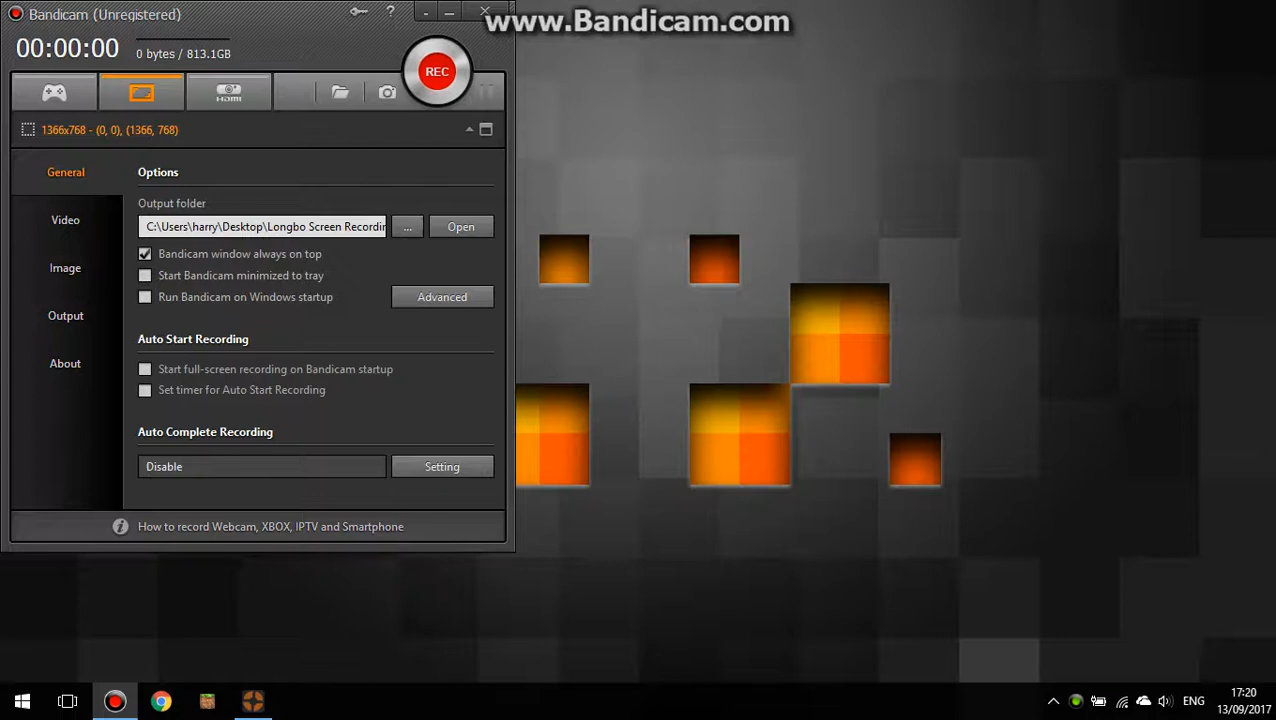 Bandicam (Unregistered)
www.Bandicam.com
00:00:00
0 bytes / 813.1GB
REC
HDMI
1366x768 - (0, 0), (1366, 768)
General
Video
Image
Output
About
Options
Output folder
C:\Users\harry\Desktop\Longbo Screen Recordin
...
Open
Bandicam window always on top
Start Bandicam minimized to tray
Run Bandicam on Windows startup
Advanced
Auto Start Recording
Start full-screen recording on Bandicam startup
Set timer for Auto Start Recording
Auto Complete Recording
Disable
Setting
How to record Webcam, XBOX, IPTV and Smartphone
ENG
17:20
13/09/2017